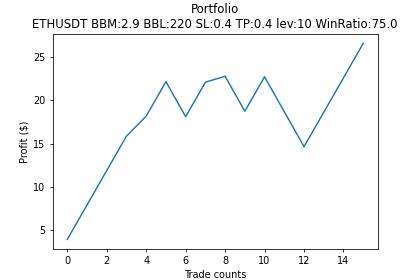 Portfolio
ETHUSDT BBM:2.9 BBL:220 SL:0.4 TP:0.4 lev:10 WinRatio:75.0
25
20
15
10
5
Profit ($)
0 2 4 6 8 10 12 14
Trade counts